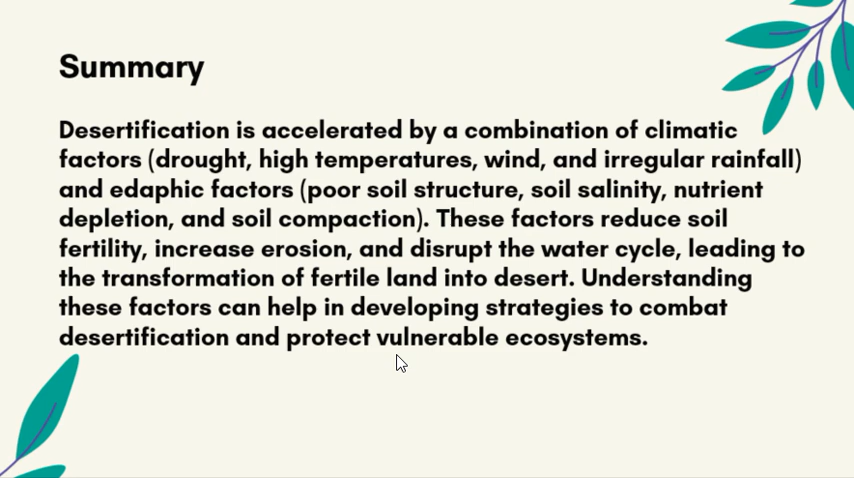 Summary
Desertification is accelerated by a combination of climatic
factors (drought, high temperatures, wind, and irregular rainfall)
and edaphic factors (poor soil structure, soil salinity, nutrient
depletion, and soil compaction). These factors reduce soil
fertility, increase erosion, and disrupt the water cycle, leading to
the transformation of fertile land into desert. Understanding
these factors can help in developing strategies to combat
desertification and protect vulnerable ecosystems.